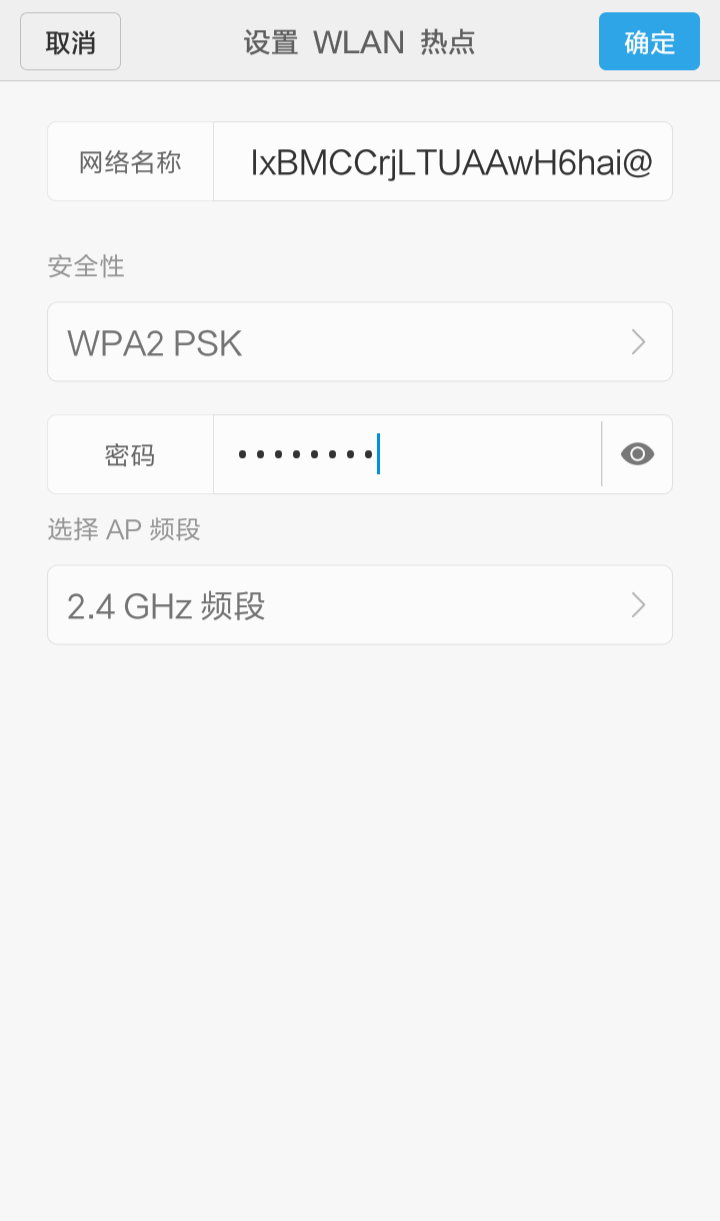 取消
设置 WLAN 热点
确定
网络名称
IxBMCCrjLTUAAwH6hai@
安全性
WPA2 PSK
密码
••••••••
选择 AP 频段
2.4 GHz 频段